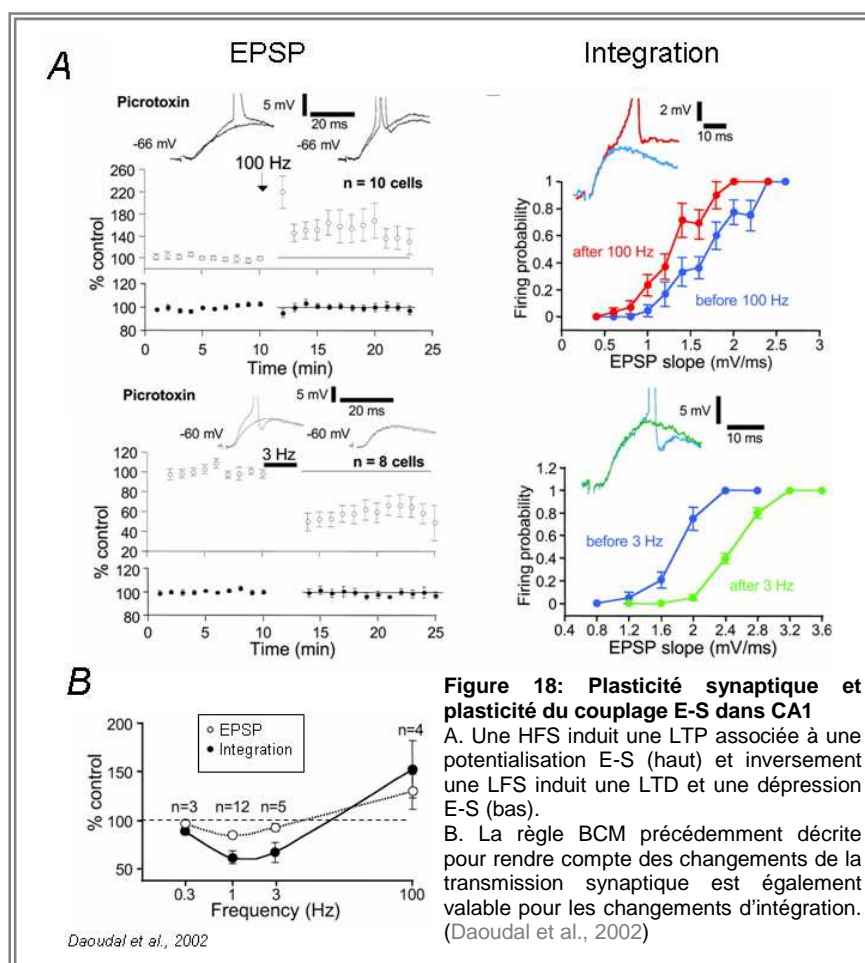 A
EPSP
Integration
Picrotoxin
5 mV
20 ms
-66 mV
-66 mV
100 Hz
n = 10 cells
% control
260
220
180
140
100
120
100
80
0
5
10
15
20
25
Time (min)
2 mV
10 ms
Firing probability
1
0.8
0.6
0.4
0.2
0
after 100 Hz
before 100 Hz
0
0.5
1
1.5
2
2.5
3
EPSP slope (mV/ms)
Picrotoxin
5 mV
20 ms
-60 mV
-60 mV
3 Hz
n = 8 cells
% control
120
100
80
60
40
20
120
100
80
0
5
10
15
20
25
Time (min)
5 mV
10 ms
Firing probability
1.2
1
0.8
0.6
0.4
0.2
0
before 3 Hz
after 3 Hz
0.4
0.8
1.2
1.6
2
2.4
2.8
3.2
3.6
EPSP slope (mV/ms)
B
% control
200
150
100
50
EPSP
Integration
n=3
n=12
n=5
n=4
0.3
1
3
100
Frequency (Hz)
Daoudal et al., 2002
Figure 18: Plasticité synaptique et
plasticité du couplage E-S dans CA1
A. Une HFS induit une LTP associée à une
potentialisation E-S (haut) et inversement
une LFS induit une LTD et une dépression
E-S (bas).
B. La règle BCM précédemment décrite
pour rendre compte des changements de la
transmission synaptique est également
valable pour les changements d'intégration.
(Daoudal et al., 2002)